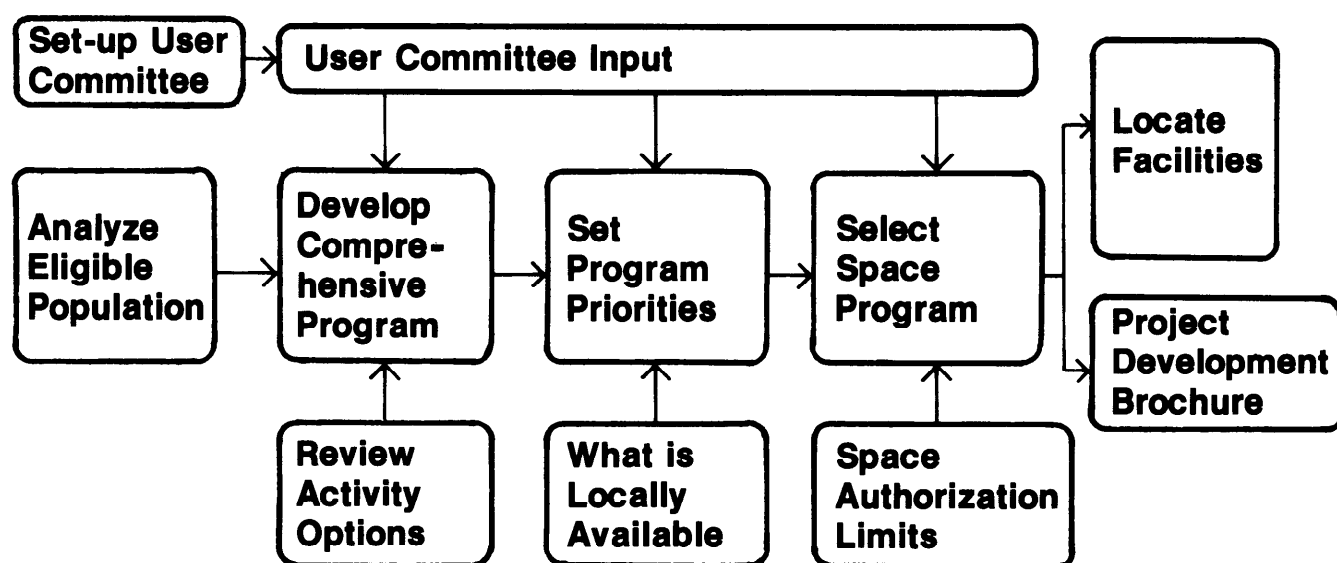 Set-up User
Committee
User Committee Input
Locate
Facilities
Analyze
Eligible
Population
Develop
Compre-
hensive
Program
Set
Program
Priorities
Select
Space
Program
Project
Development
Brochure
Review
Activity
Options
What is
Locally
Available
Space
Authorization
Limits